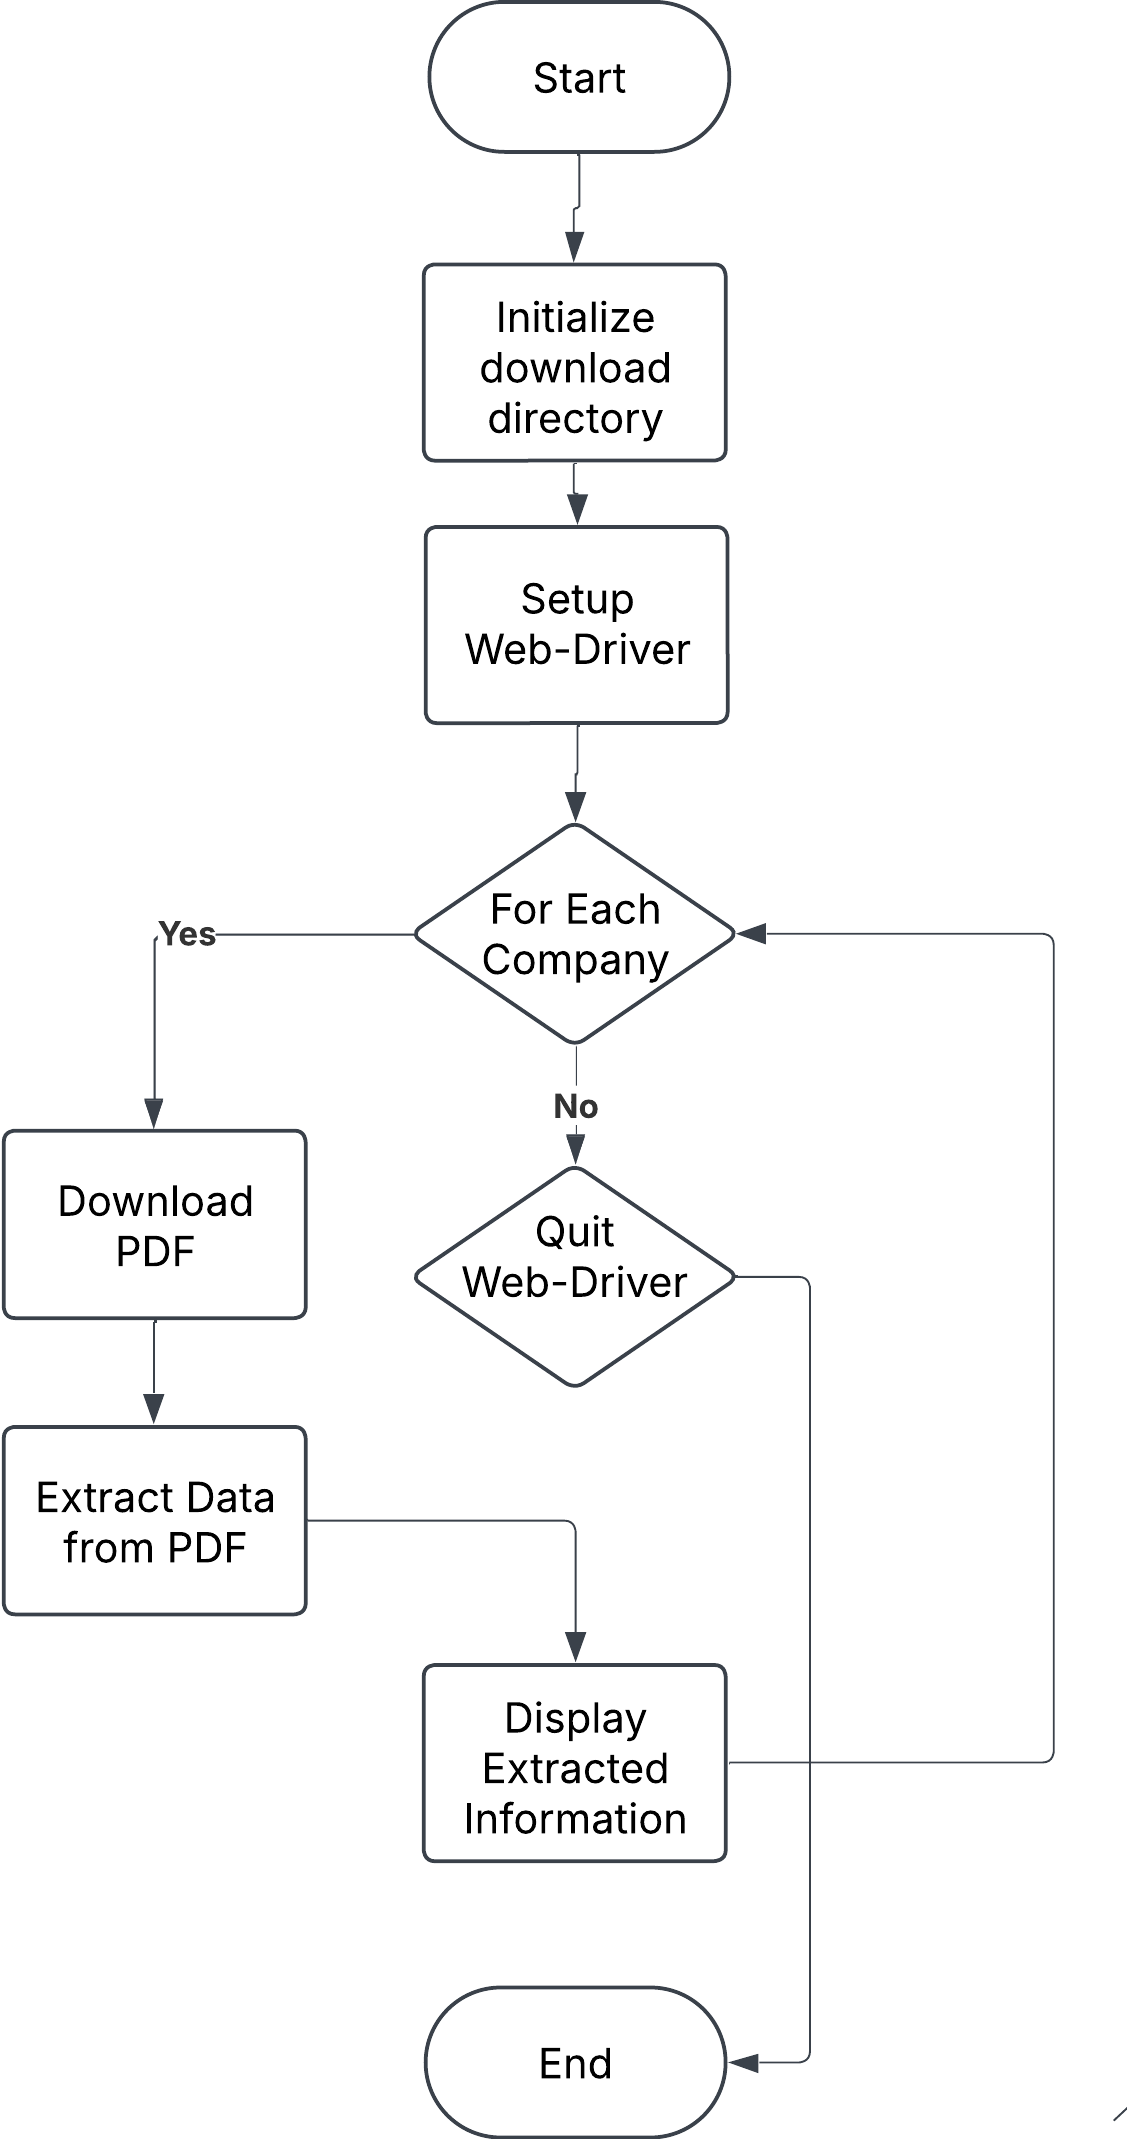 Start
Initialize
download
directory
Setup
Web-Driver
For Each
Company
Yes
No
Download
PDF
Quit
Web-Driver
Extract Data
from PDF
Display
Extracted
Information
End